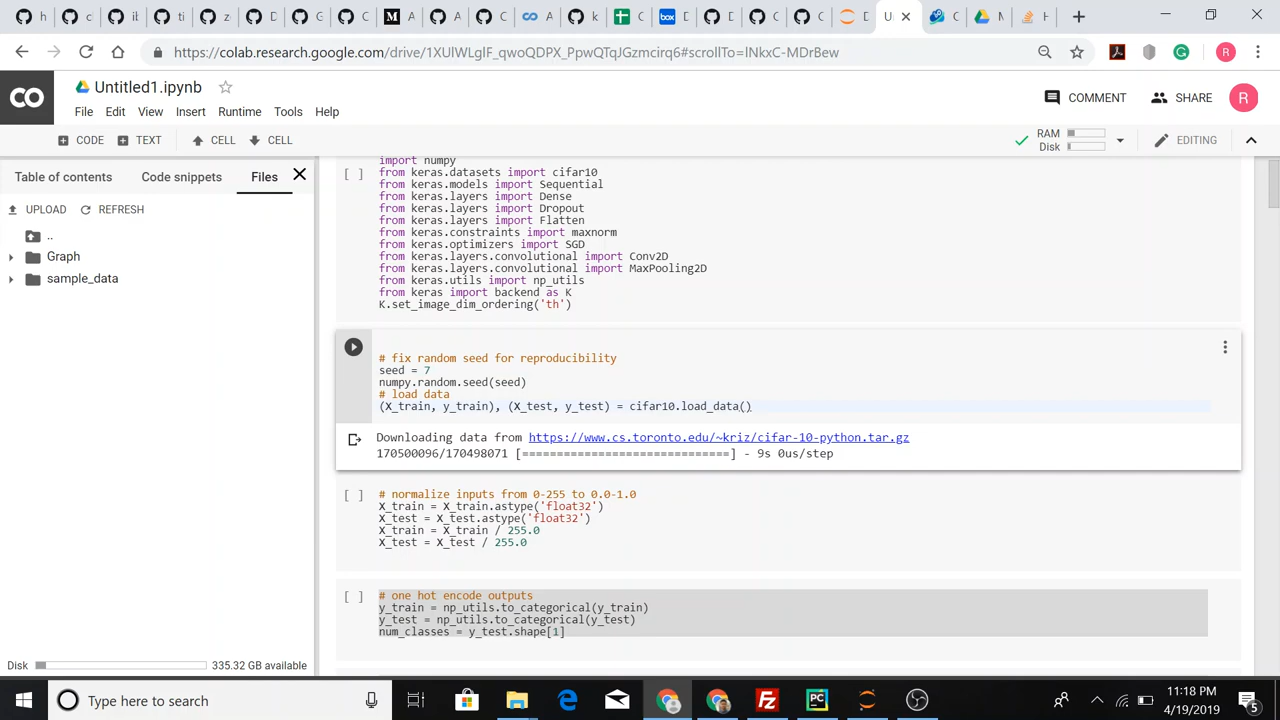 h
D
il
ti
z
D
G
C
A
C
A
k
C
D
C
C
D
U
C
M
H
https://colab.research.google.com/drive/1XUlWLqlF_qwoQDPX_PpwQTqJGzmcirq6#scrollTo=lNkxC-MDrBew
R
CO
Untitled1.ipynb
COMMENT
SHARE
R
File Edit View Insert Runtime Tools Help
CODE TEXT CELL CELL
RAM
Disk
EDITING
Table of contents Code snippets Files
UPLOAD REFRESH
..
Graph
sample_data
Disk 335.32 GB available
[ ] import numpy
from keras.datasets import cifar10
from keras.models import Sequential
from keras.layers import Dense
from keras.layers import Dropout
from keras.layers import Flatten
from keras.constraints import maxnorm
from keras.optimizers import SGD
from keras.layers.convolutional import Conv2D
from keras.layers.convolutional import MaxPooling2D
from keras.utils import np_utils
from keras import backend as K
K.set_image_dim_ordering('th')
# fix random seed for reproducibility
seed = 7
numpy.random.seed(seed)
# load data
(X_train, y_train), (X_test, y_test) = cifar10.load_data()
Downloading data from https://www.cs.toronto.edu/~kriz/cifar-10-python.tar.gz
170500096/170498071 [==============================] - 9s 0us/step
[ ] # normalize inputs from 0-255 to 0.0-1.0
X_train = X_train.astype('float32')
X_test = X_test.astype('float32')
X_train = X_train / 255.0
X_test = X_test / 255.0
[ ] # one hot encode outputs
y_train = np_utils.to_categorical(y_train)
y_test = np_utils.to_categorical(y_test)
num_classes = y_test.shape[1]
Type here to search
11:18 PM
4/19/2019
5